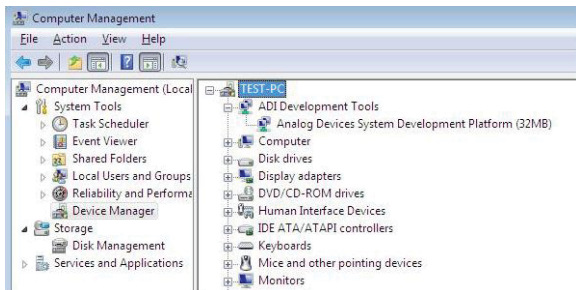 Computer Management
File Action View Help
Computer Management (Local
System Tools
Task Scheduler
Event Viewer
Shared Folders
Local Users and Groups
Reliability and Performa
Device Manager
Storage
Disk Management
Services and Applications
TEST-PC
ADI Development Tools
Analog Devices System Development Platform (32MB)
Computer
Disk drives
Display adapters
DVD/CD-ROM drives
Human Interface Devices
IDE ATA/ATAPI controllers
Keyboards
Mice and other pointing devices
Monitors